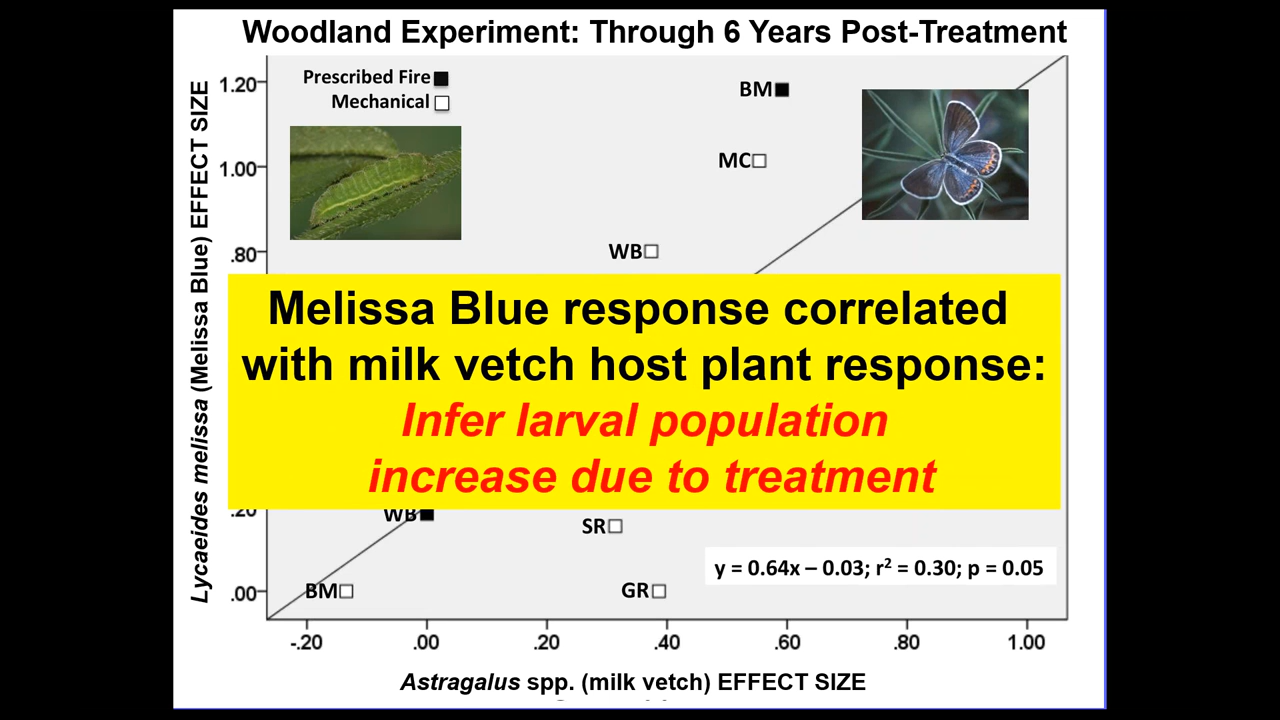 Woodland Experiment: Through 6 Years Post-Treatment
Prescribed Fire
Mechanical
1.20
1.00
.80
.20
.00
Lycaeides melissa (Melissa Blue) EFFECT SIZE
BM
MC
WB
Melissa Blue response correlated
with milk vetch host plant response:
Infer larval population
increase due to treatment
WB
SR
BM
GR
y = 0.64x – 0.03; r² = 0.30; p = 0.05
-.20 .00 .20 .40 .60 .80 1.00
Astragalus spp. (milk vetch) EFFECT SIZE